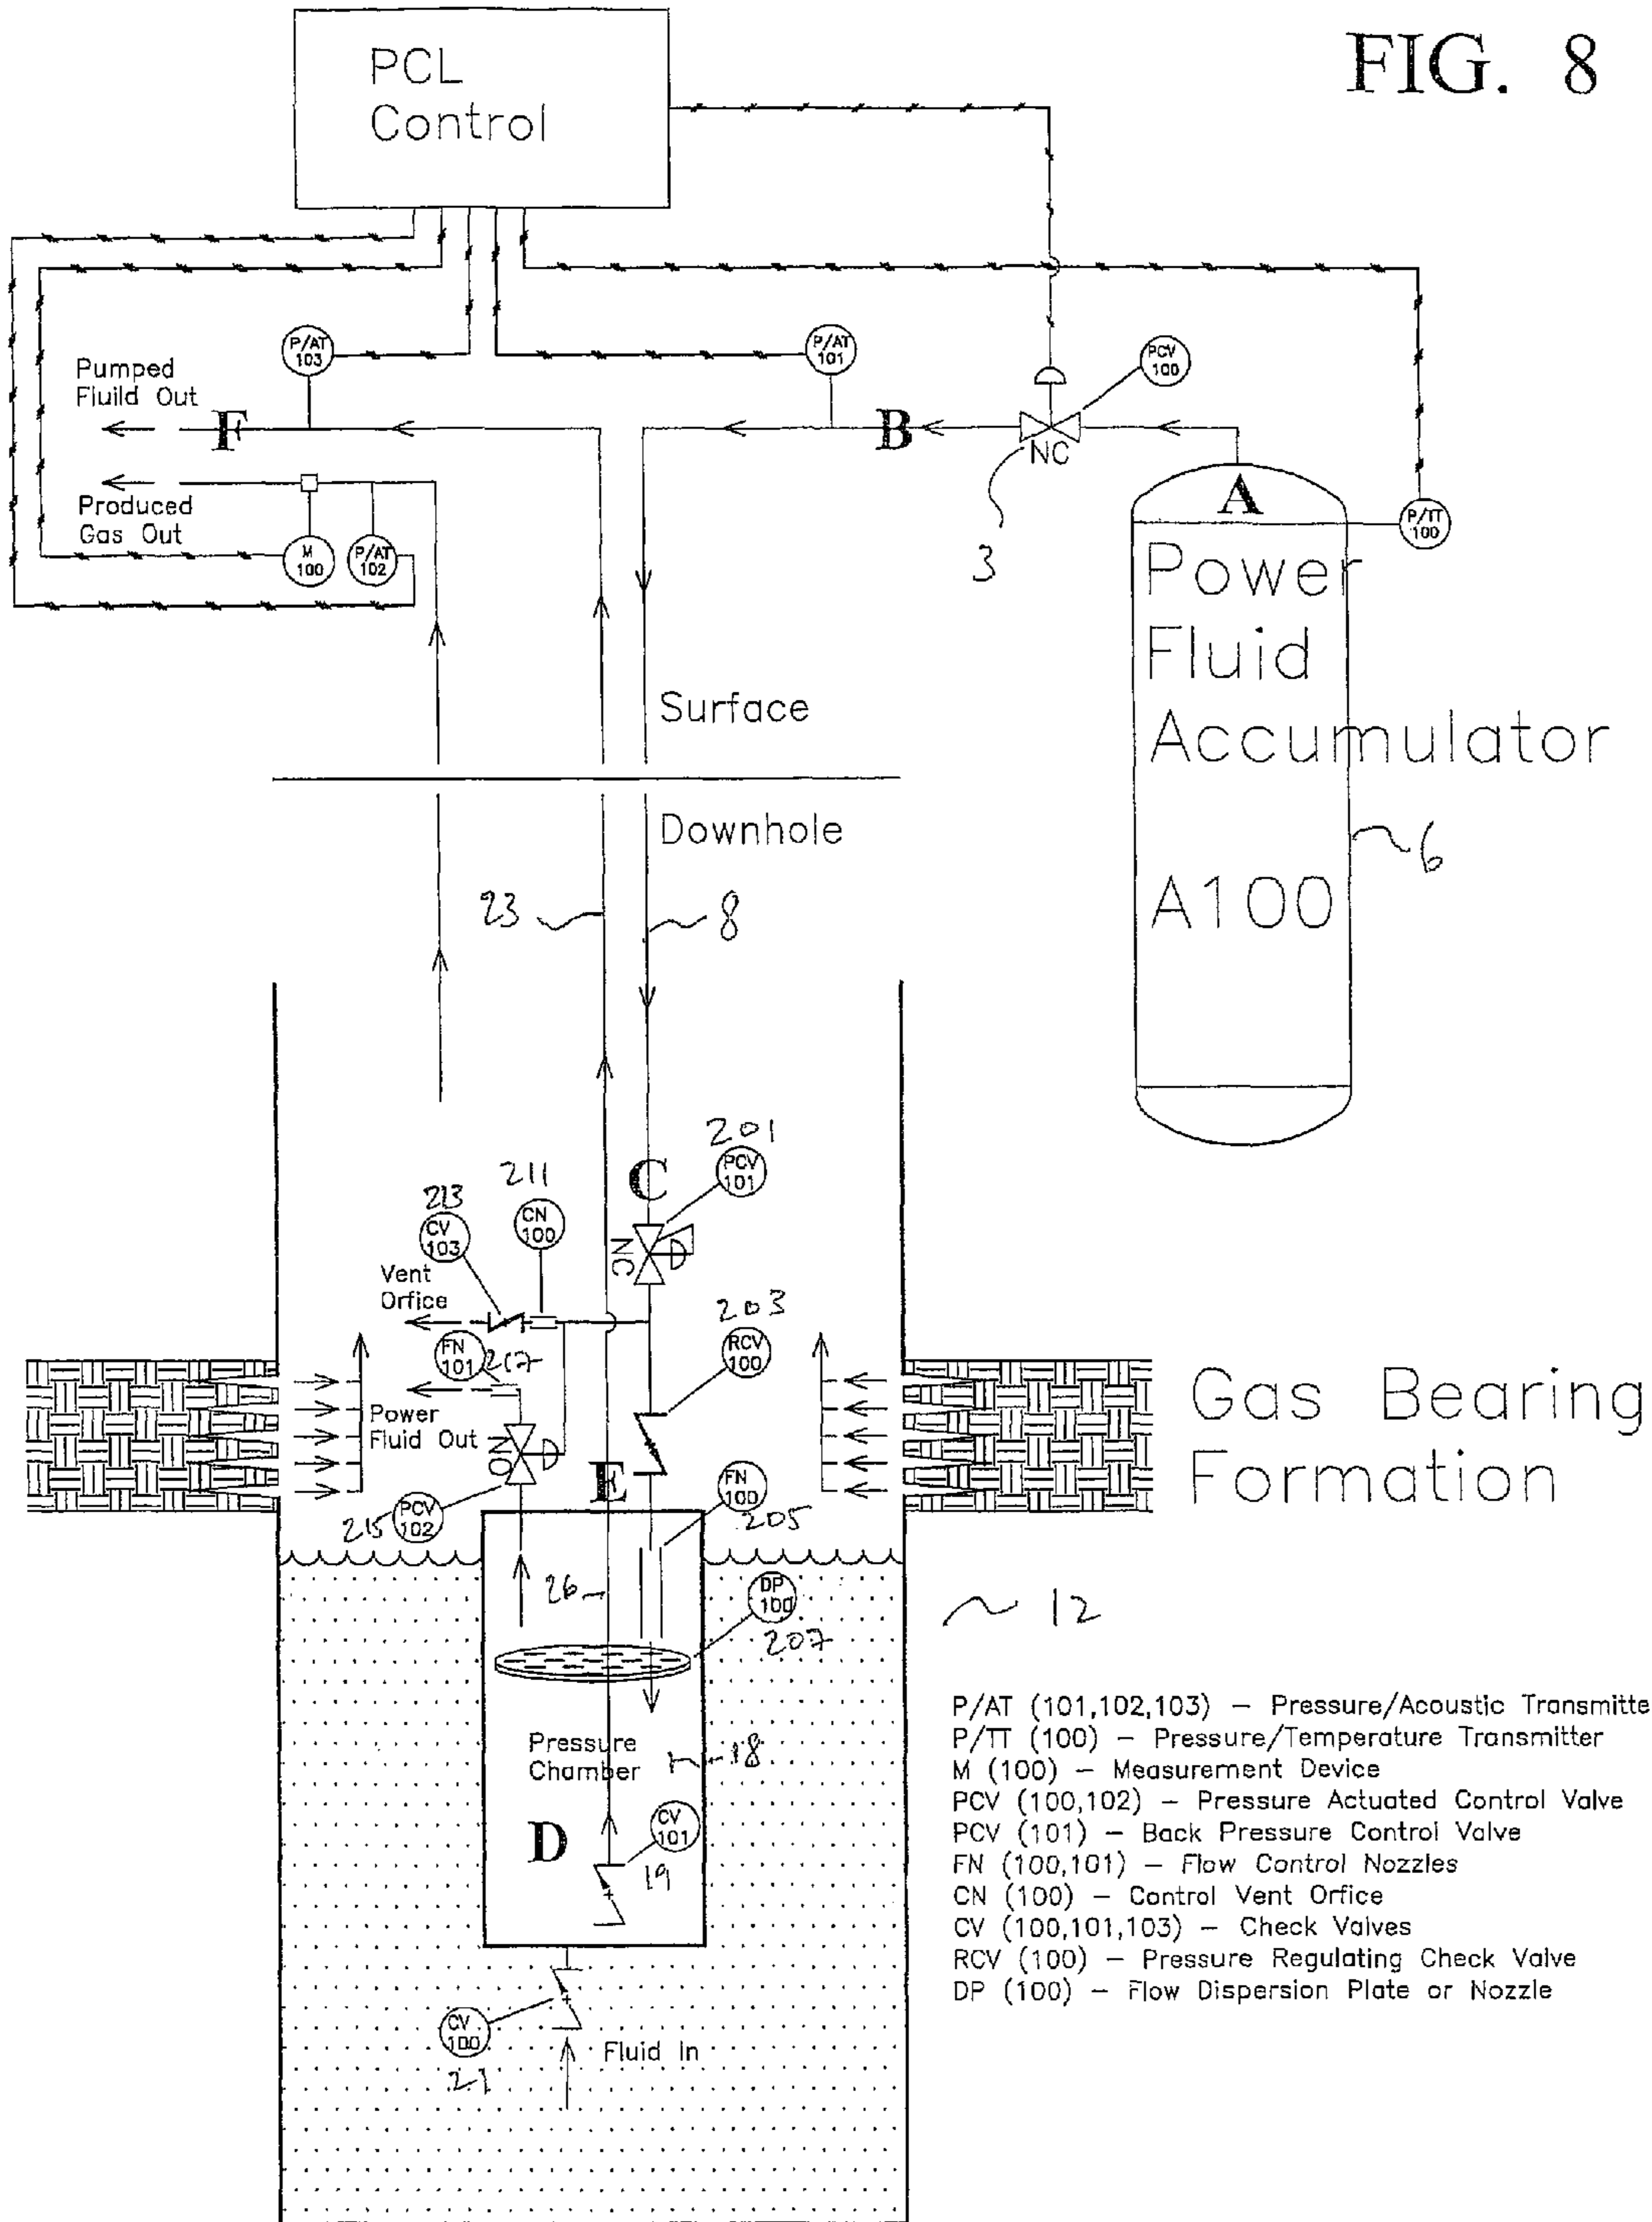 FIG. 8
PCL
Control
P/AT
103
P/AT
101
PCV
100
Pumped
Fluild Out
F
B
NC
3
A
P/TT
100
Produced
Gas Out
M
100
P/AT
102
Power
Fluid
Accumulator
A100
6
Surface
Downhole
23
8
201
PCV
101
C
211
CN
100
213
CV
103
NC
Vent
Orfice
203
RCV
100
FN
101
217
Power
Fluid Out
NO
E
Gas Bearing
Formation
FN
100
205
215
PCV
102
26
DP
100
207
12
Pressure
Chamber
18
D
CV
101
19
CV
100
21
Fluid In
P/AT (101,102,103) – Pressure/Acoustic Transmitte
P/TT (100) – Pressure/Temperature Transmitter
M (100) – Measurement Device
PCV (100,102) – Pressure Actuated Control Valve
PCV (101) – Back Pressure Control Valve
FN (100,101) – Flow Control Nozzles
CN (100) – Control Vent Orfice
CV (100,101,103) – Check Valves
RCV (100) – Pressure Regulating Check Valve
DP (100) – Flow Dispersion Plate or Nozzle